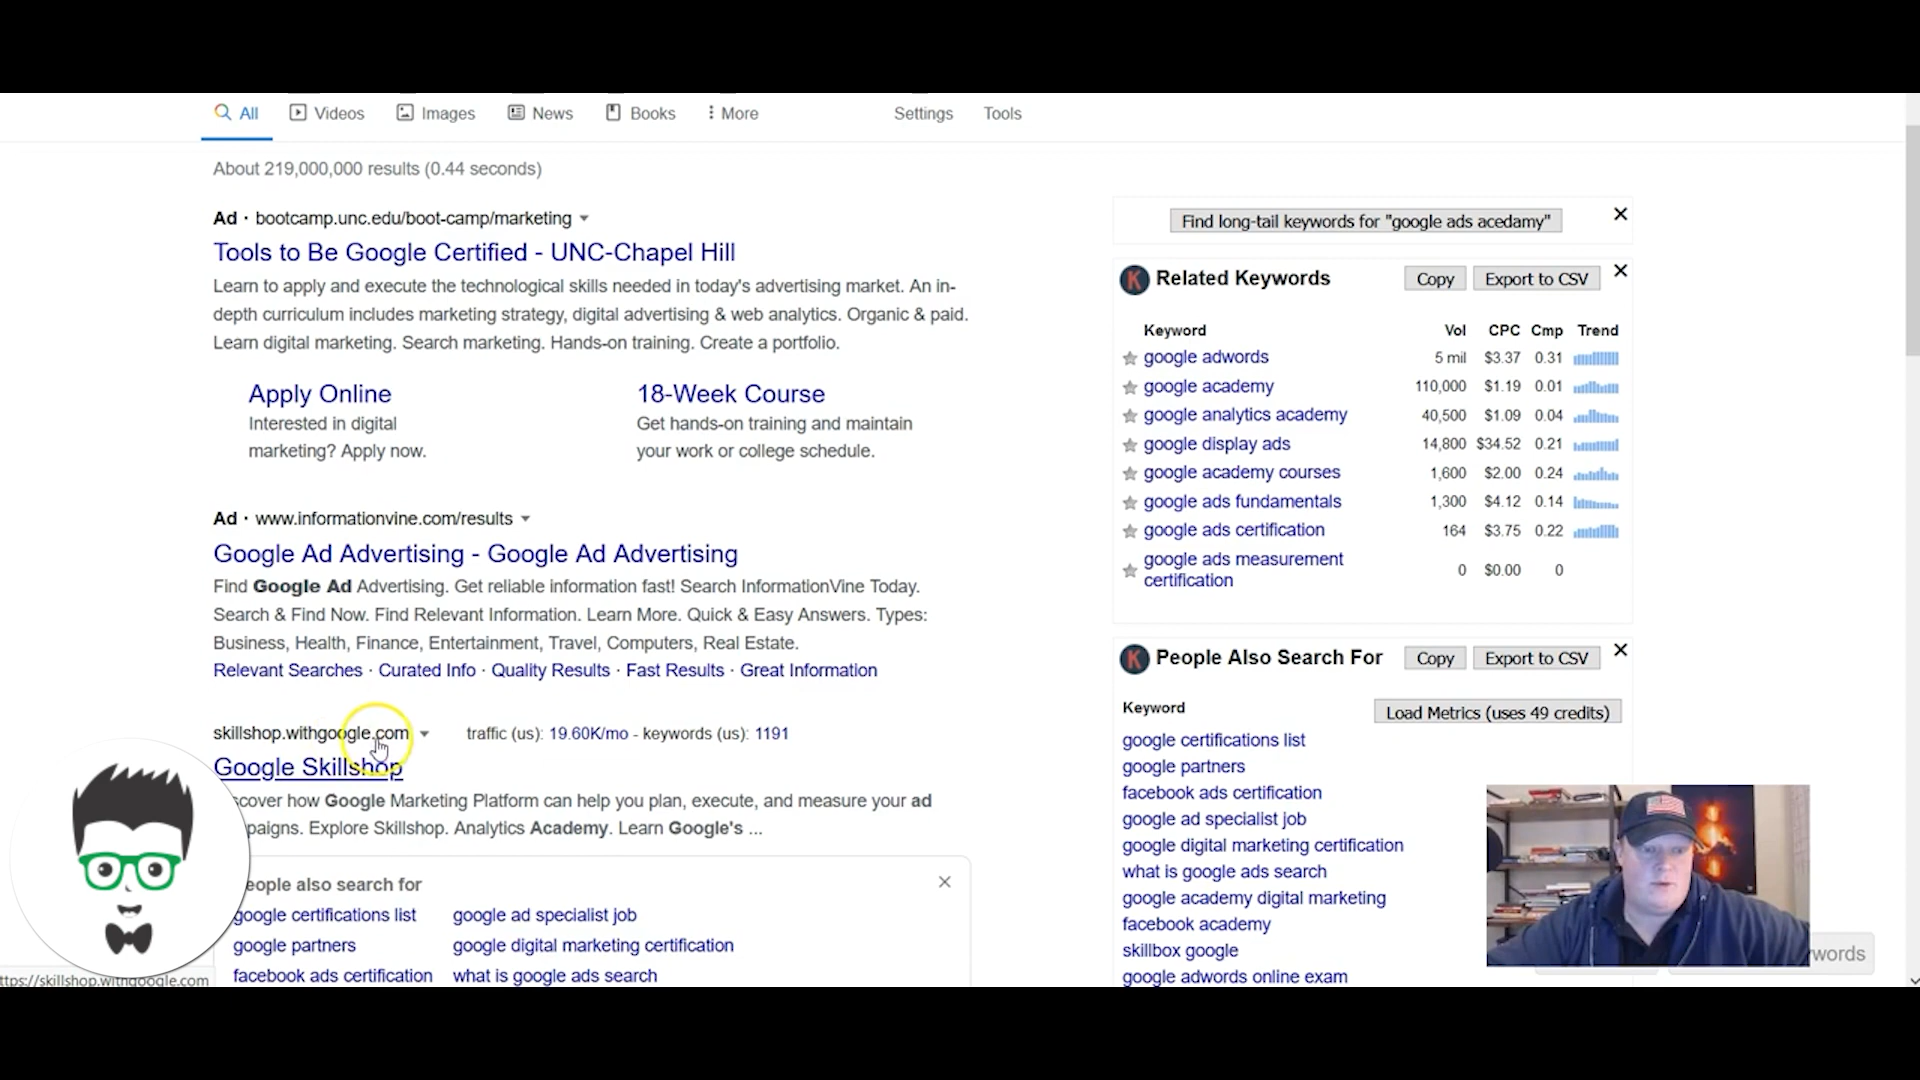 All
Videos
Images
News
Books
More
Settings
Tools
About 219,000,000 results (0.44 seconds)
Ad · bootcamp.unc.edu/boot-camp/marketing
Tools to Be Google Certified - UNC-Chapel Hill
Learn to apply and execute the technological skills needed in today's advertising market. An in-
depth curriculum includes marketing strategy, digital advertising & web analytics. Organic & paid.
Learn digital marketing. Search marketing. Hands-on training. Create a portfolio.
Apply Online
Interested in digital
marketing? Apply now.
18-Week Course
Get hands-on training and maintain
your work or college schedule.
Ad · www.informationvine.com/results
Google Ad Advertising - Google Ad Advertising
Find Google Ad Advertising. Get reliable information fast! Search InformationVine Today.
Search & Find Now. Find Relevant Information. Learn More. Quick & Easy Answers. Types:
Business, Health, Finance, Entertainment, Travel, Computers, Real Estate.
Relevant Searches · Curated Info · Quality Results · Fast Results · Great Information
skillshop.withgoogle.com traffic (us): 19.60K/mo - keywords (us): 1191
Google Skillshop
cover how Google Marketing Platform can help you plan, execute, and measure your ad
paigns. Explore Skillshop. Analytics Academy. Learn Google's ...
eople also search for
google certifications list google ad specialist job
google partners google digital marketing certification
facebook ads certification what is google ads search
ttps://skillshop.withgoogle.com
Find long-tail keywords for "google ads acedamy"
K Related Keywords Copy Export to CSV
Keyword Vol CPC Cmp Trend
google adwords 5 mil $3.37 0.31
google academy 110,000 $1.19 0.01
google analytics academy 40,500 $1.09 0.04
google display ads 14,800 $34.52 0.21
google academy courses 1,600 $2.00 0.24
google ads fundamentals 1,300 $4.12 0.14
google ads certification 164 $3.75 0.22
google ads measurement
certification 0 $0.00 0
K People Also Search For Copy Export to CSV
Keyword Load Metrics (uses 49 credits)
google certifications list
google partners
facebook ads certification
google ad specialist job
google digital marketing certification
what is google ads search
google academy digital marketing
facebook academy
skillbox google
google adwords online exam
words